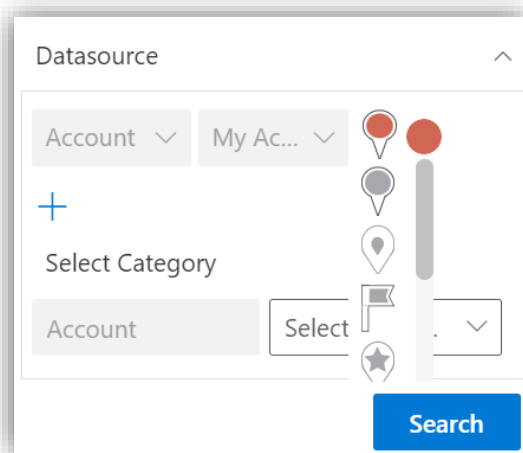 Datasource
Account My Ac...
Select Category
Account Select .
Search